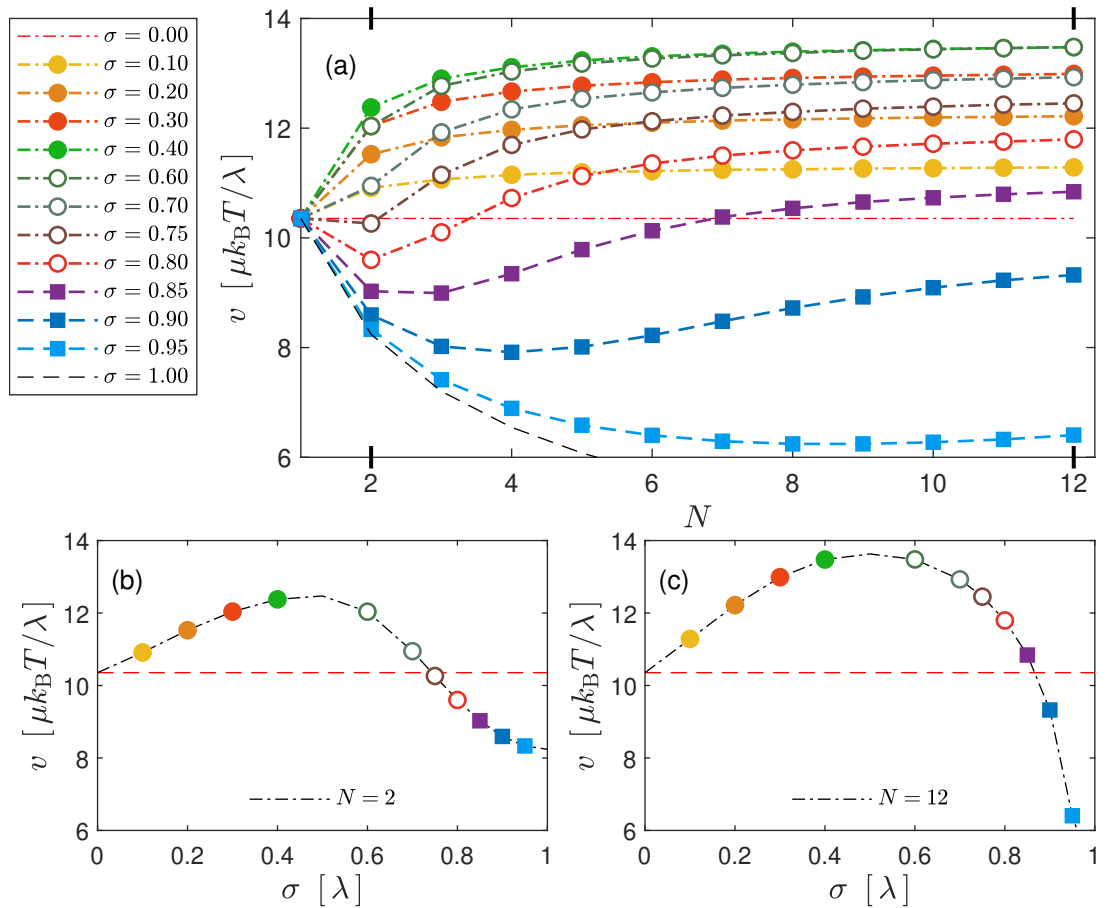 σ = 0.00
σ = 0.10
σ = 0.20
σ = 0.30
σ = 0.40
σ = 0.60
σ = 0.70
σ = 0.75
σ = 0.80
σ = 0.85
σ = 0.90
σ = 0.95
σ = 1.00
(a)
v [μk_BT/λ]
14
12
10
8
6
2 4 6 8 10 12
N
(b)
v [μk_BT/λ]
14
12
10
8
6
N = 2
0 0.2 0.4 0.6 0.8 1
σ [λ]
(c)
v [μk_BT/λ]
14
12
10
8
6
N = 12
0 0.2 0.4 0.6 0.8 1
σ [λ]